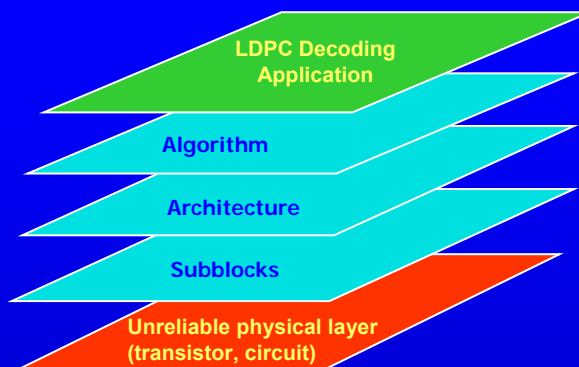 LDPC Decoding
Application
Algorithm
Architecture
Subblocks
Unreliable physical layer
(transistor, circuit)